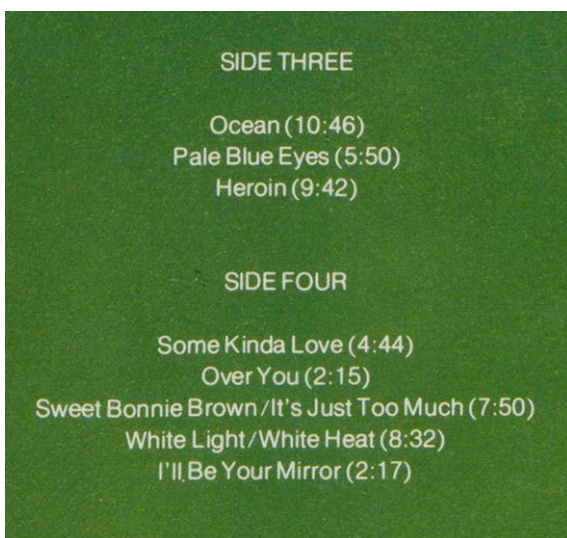 SIDE THREE
Ocean (10:46)
Pale Blue Eyes (5:50)
Heroin (9:42)
SIDE FOUR
Some Kinda Love (4:44)
Over You (2:15)
Sweet Bonnie Brown/It's Just Too Much (7:50)
White Light/White Heat (8:32)
I'll Be Your Mirror (2:17)